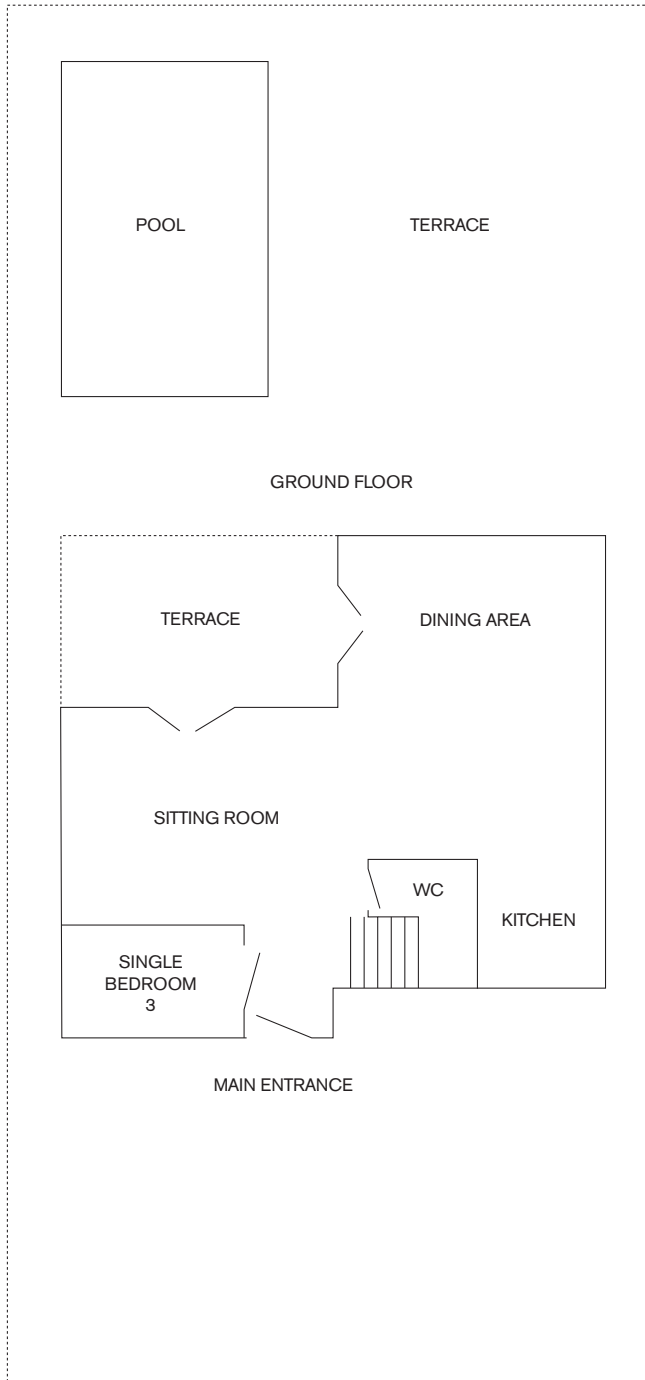 POOL
TERRACE
GROUND FLOOR
TERRACE
DINING AREA
SITTING ROOM
WC
KITCHEN
SINGLE
BEDROOM
3
MAIN ENTRANCE